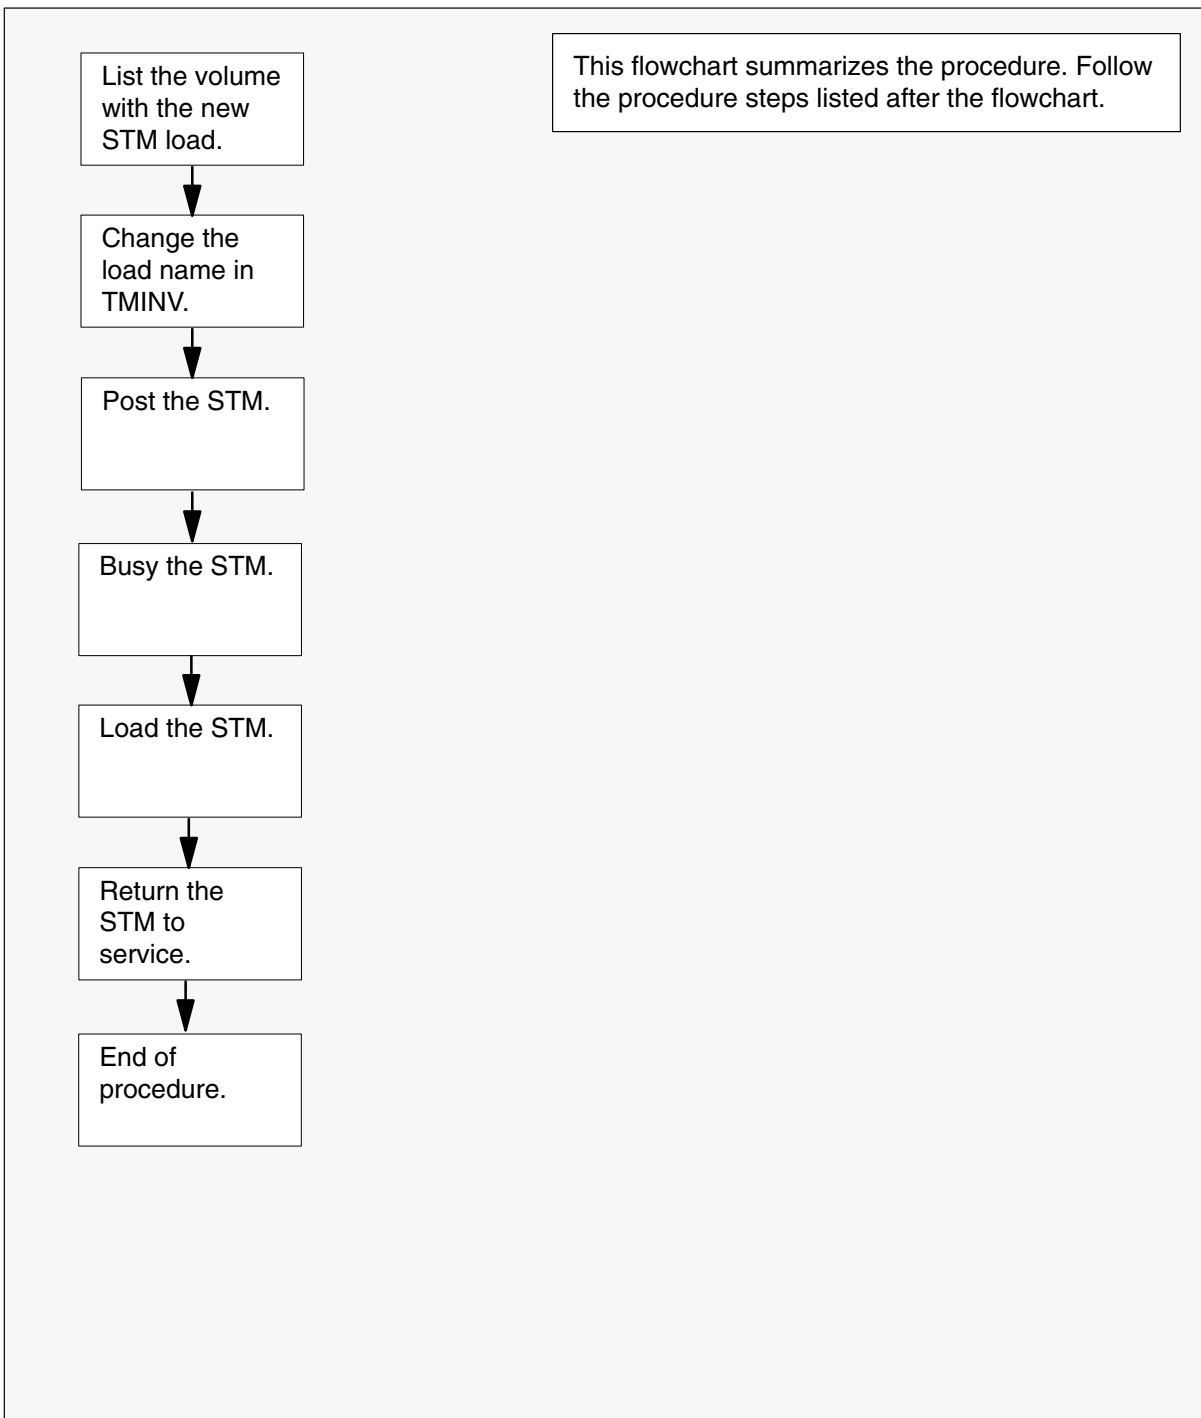 List the volume
with the new
STM load.
This flowchart summarizes the procedure. Follow
the procedure steps listed after the flowchart.
Change the
load name in
TMINV.
Post the STM.
Busy the STM.
Load the STM.
Return the
STM to
service.
End of
procedure.